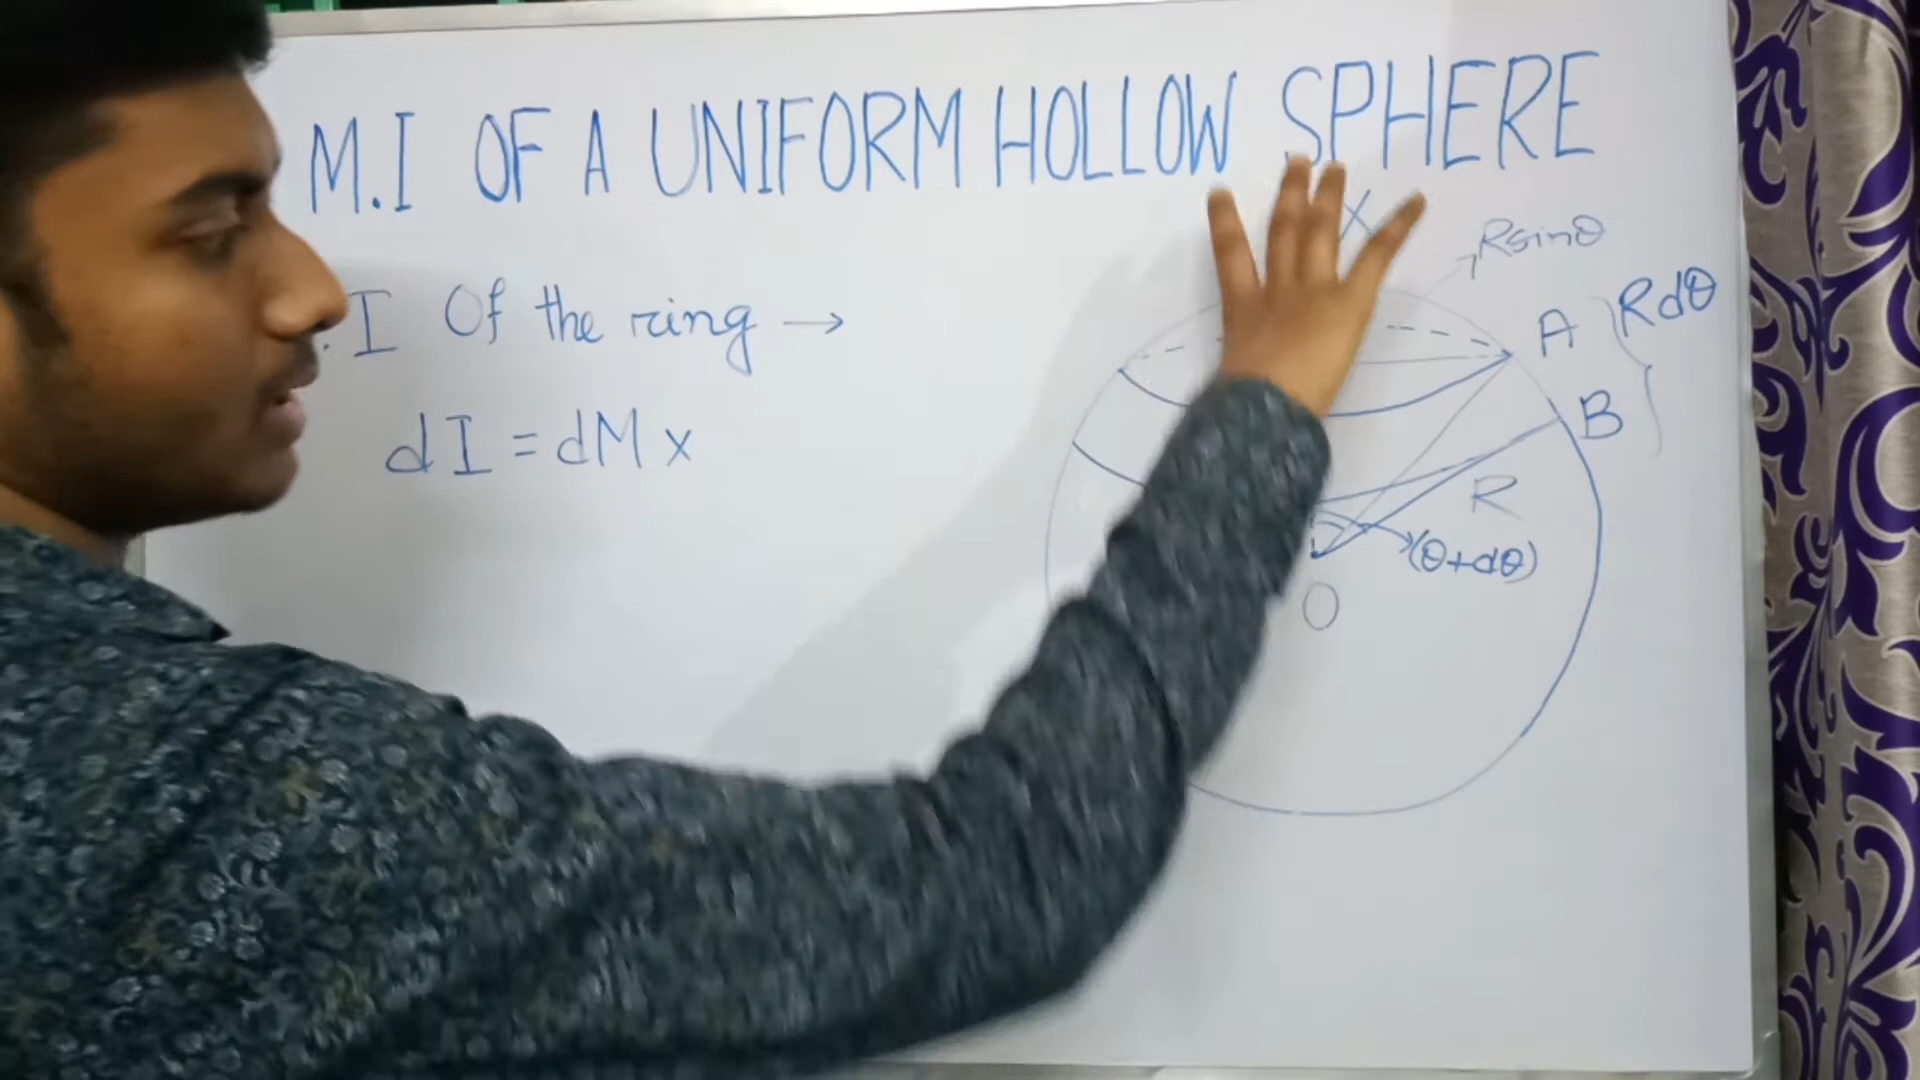 M.I OF A UNIFORM HOLLOW SPHERE
.I Of the ring →
dI = dM x
X
Rsinθ
A
Rdθ
B
R
(θ+dθ)
O